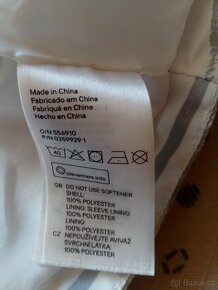 Made in China
Fabricado em China
Fabriqué en Chine
Hecho en China
O/N 556910
P/N 0259929 1
40
clevercare.info
GB DO NOT USE SOFTENER
SHELL:
100% POLYESTER
LINING; SLEEVE LINING:
100% POLYESTER
LINING:
100% POLYESTER
CZ NEPOUŽÍVEJTE AVIVÁŽ
SVRCHNÍ LÁTKA:
100% POLYESTER
Bazos.cz